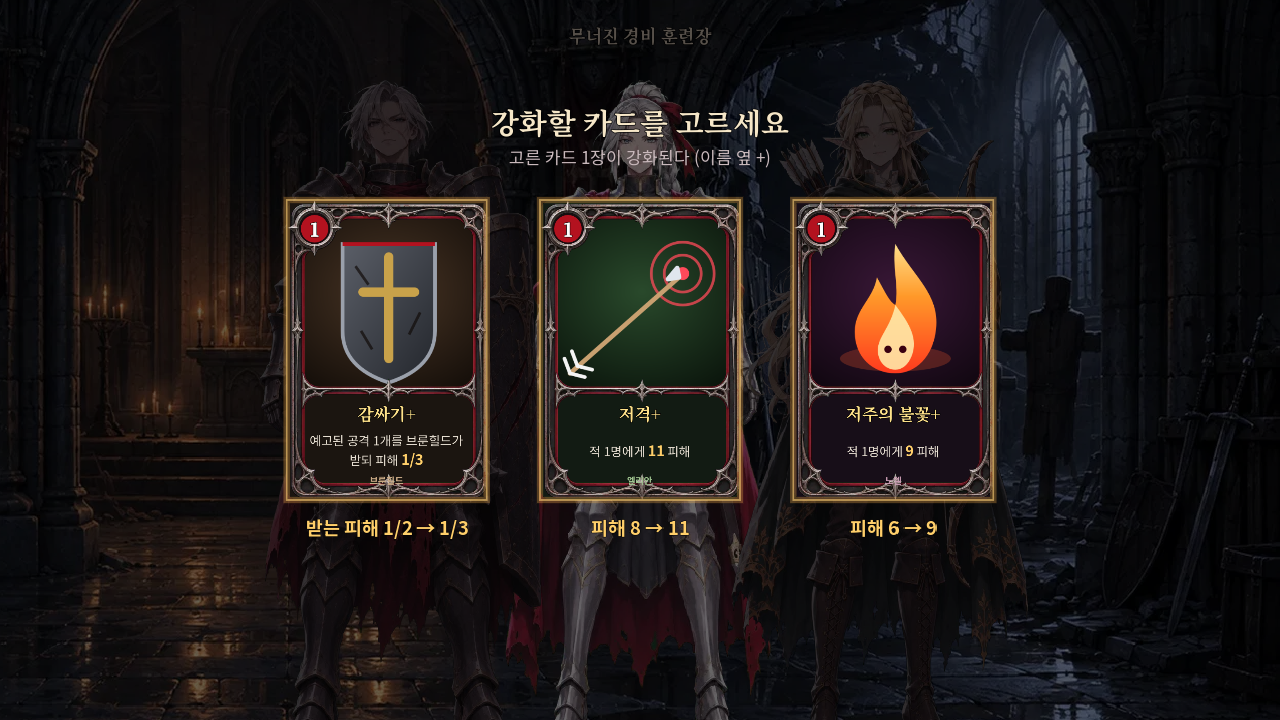 무너진 경비 훈련장
강화할 카드를 고르세요
고른 카드 1장이 강화된다 (이름 옆 +)
1
감싸기+
예고된 공격 1개를 브룬힐드가
받되 피해 1/3
브룬힐드
받는 피해 1/2 → 1/3
1
저격+
적 1명에게 11 피해
엘리안
피해 8 → 11
1
저주의 불꽃+
적 1명에게 9 피해
피해 6 → 9